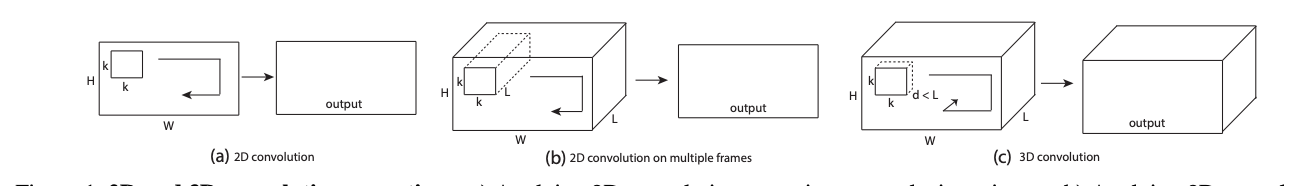 k
H
k
W
output
(a) 2D convolution
k
H
k
L
W
L
output
(b) 2D convolution on multiple frames
k
H
k
d < L
W
L
output
(c) 3D convolution